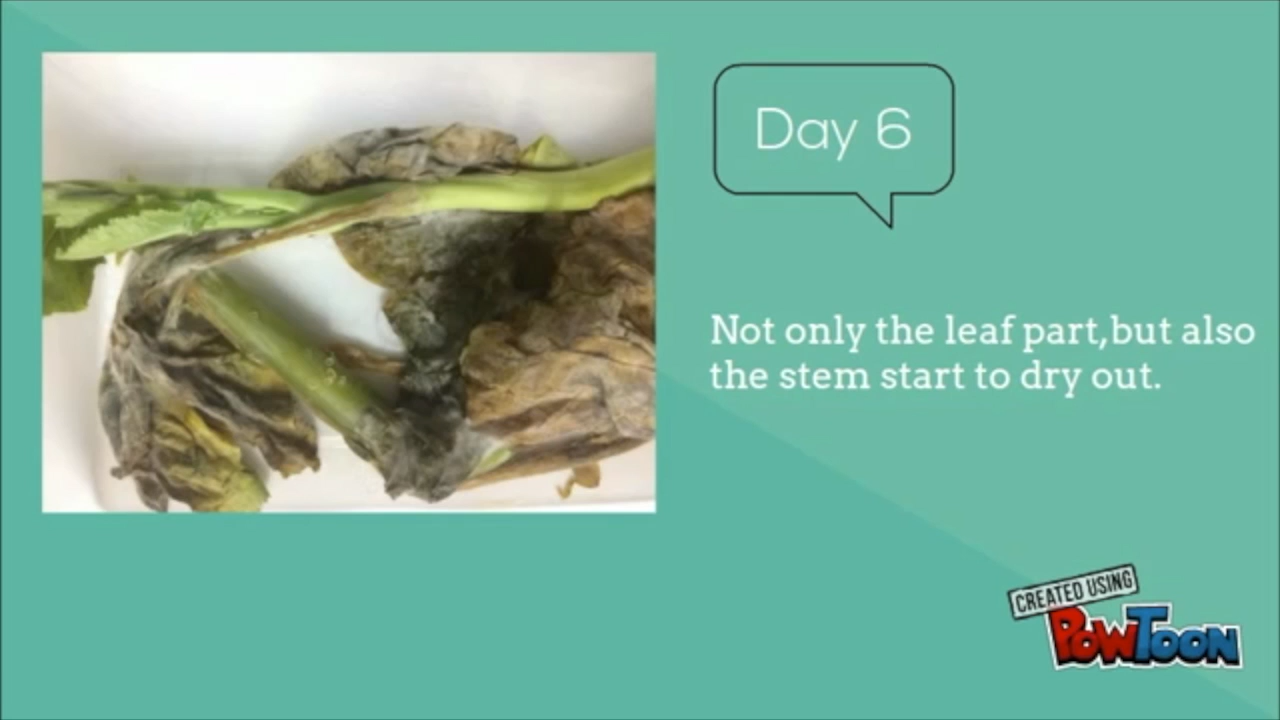 Day 6
Not only the leaf part,but also
the stem start to dry out.
CREATED USING
POWTOON